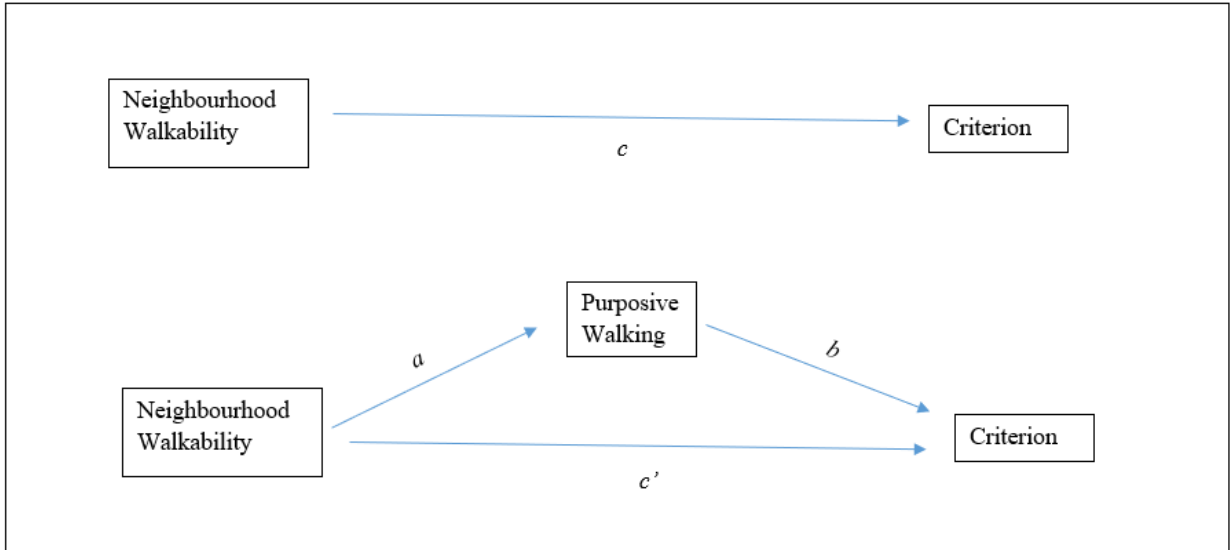 Neighbourhood
Walkability
Criterion
c
Purposive
Walking
a
b
Neighbourhood
Walkability
Criterion
c’